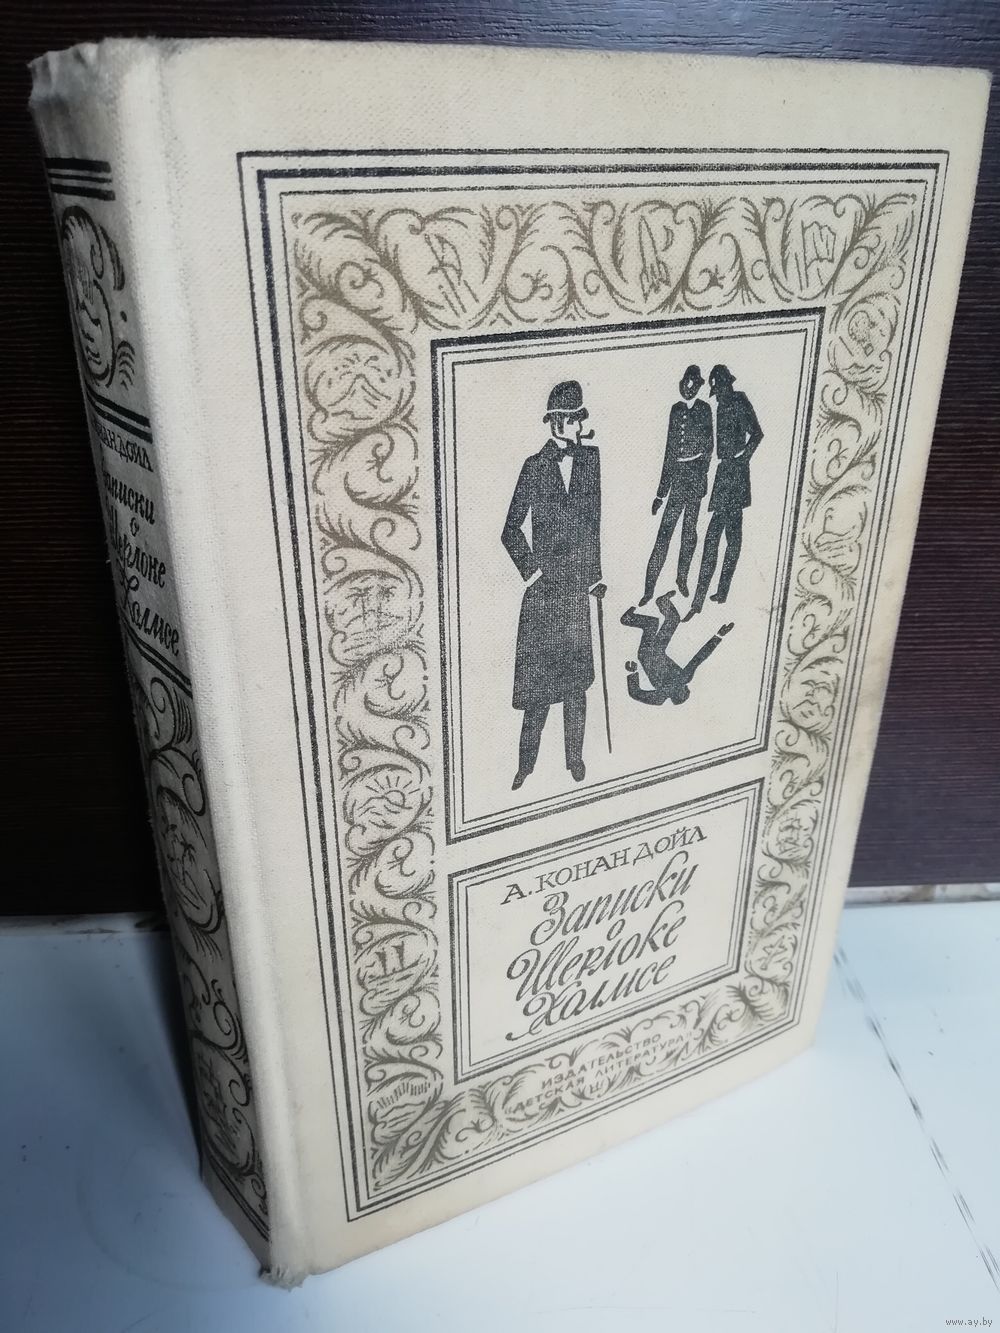 А. КОНАН ДОЙЛ
Записки
о
Шерлоке
Холмсе
ИЗДАТЕЛЬСТВО
"ДЕТСКАЯ ЛИТЕРАТУРА"
ДОЙЛ
Записки
о
Шерлоке
Холмсе
www.ay.by